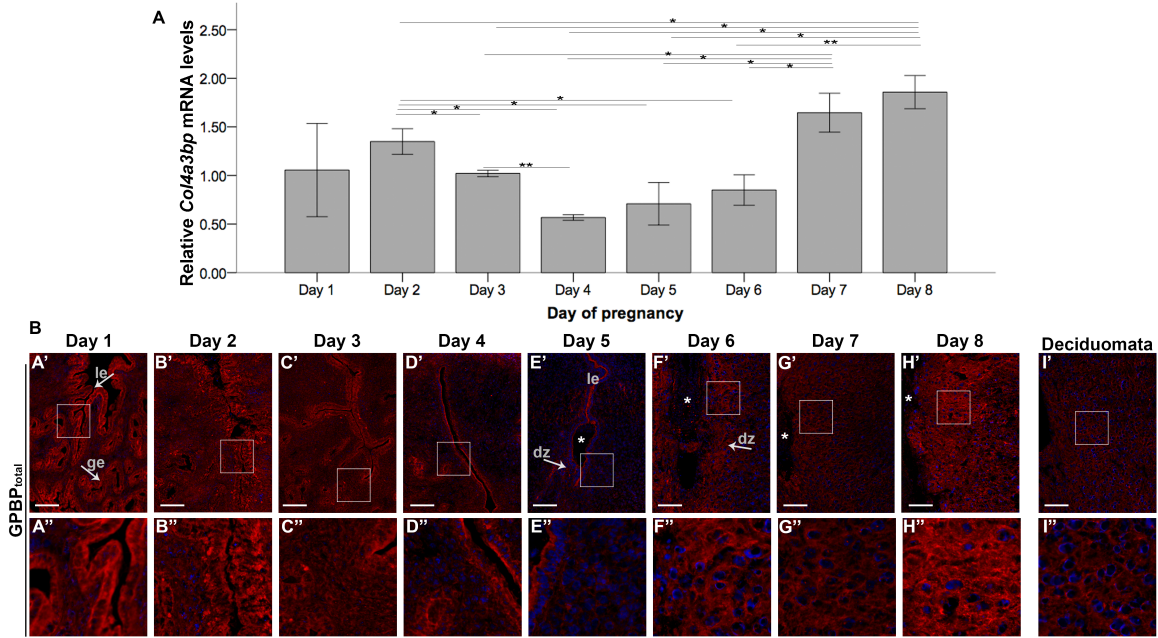 A
Relative Col4a3bp mRNA levels
2.50
2.00
1.50
1.00
0.50
0.00
* * * * **
* * * *
* * * *
**
Day 1 Day 2 Day 3 Day 4 Day 5 Day 6 Day 7 Day 8
Day of pregnancy
B
Day 1 Day 2 Day 3 Day 4 Day 5 Day 6 Day 7 Day 8 Deciduomata
GPBPtotal
A' B' C' D' E' F' G' H' I'
le le
* * * *
ge dz dz
A'' B'' C'' D'' E'' F'' G'' H'' I''